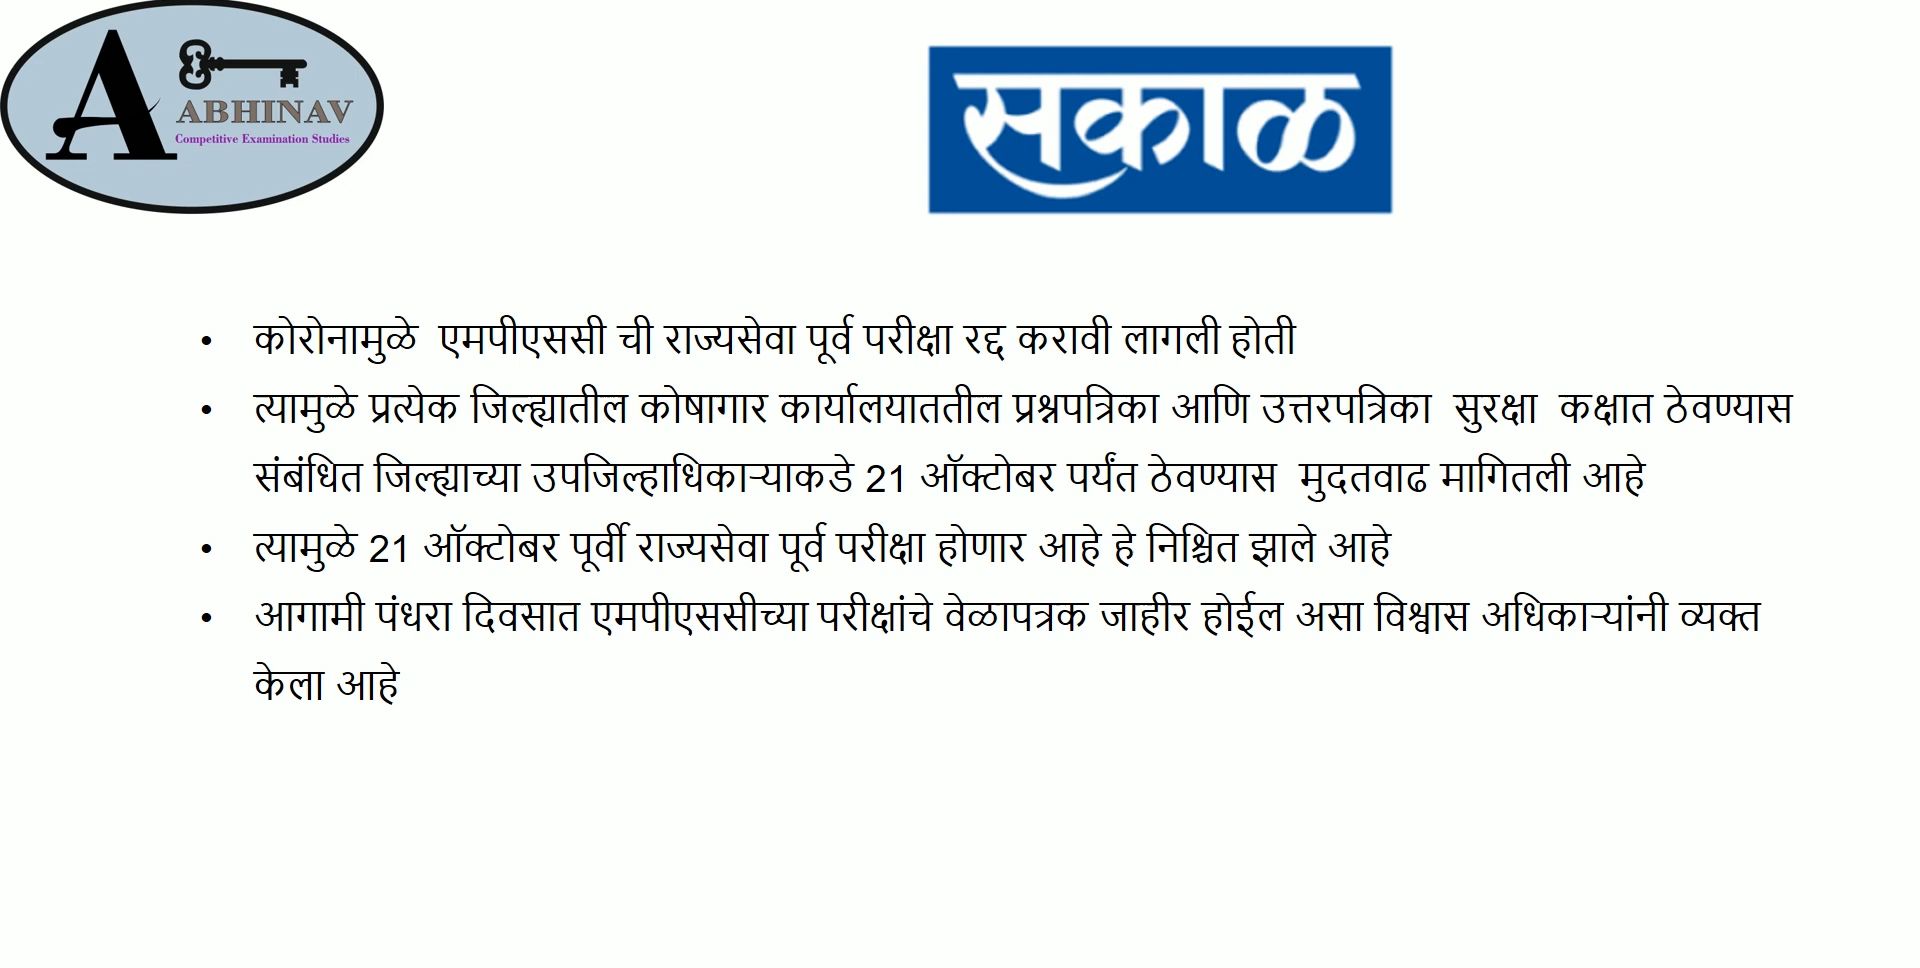 A
ABHINAV
Competitive Examination Studies
सकाळ
• कोरोनामुळे एमपीएससी ची राज्यसेवा पूर्व परीक्षा रद्द करावी लागली होती
• त्यामुळे प्रत्येक जिल्ह्यातील कोषागार कार्यालयाततील प्रश्नपत्रिका आणि उत्तरपत्रिका सुरक्षा कक्षात ठेवण्यास
संबंधित जिल्ह्याच्या उपजिल्हाधिकाऱ्याकडे 21 ऑक्टोबर पर्यंत ठेवण्यास मुदतवाढ मागितली आहे
• त्यामुळे 21 ऑक्टोबर पूर्वी राज्यसेवा पूर्व परीक्षा होणार आहे हे निश्चित झाले आहे
• आगामी पंधरा दिवसात एमपीएससीच्या परीक्षांचे वेळापत्रक जाहीर होईल असा विश्वास अधिकाऱ्यांनी व्यक्त
केला आहे